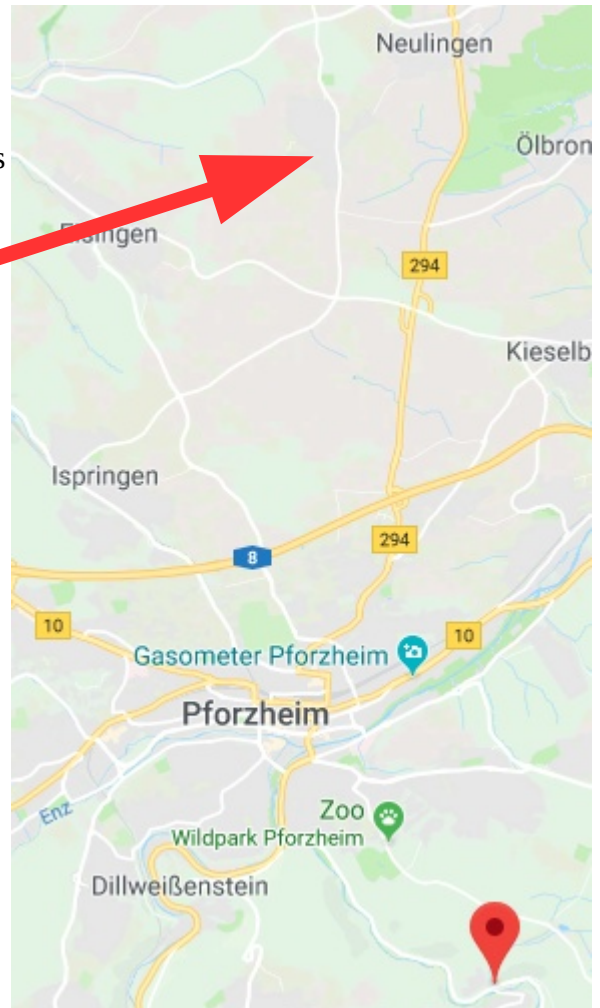 Neulingen
s
Ölbron
Eisingen
294
Kieselb
Ispringen
294
8
10
10
Gasometer Pforzheim
Pforzheim
Enz
Zoo
Wildpark Pforzheim
Dillweißenstein